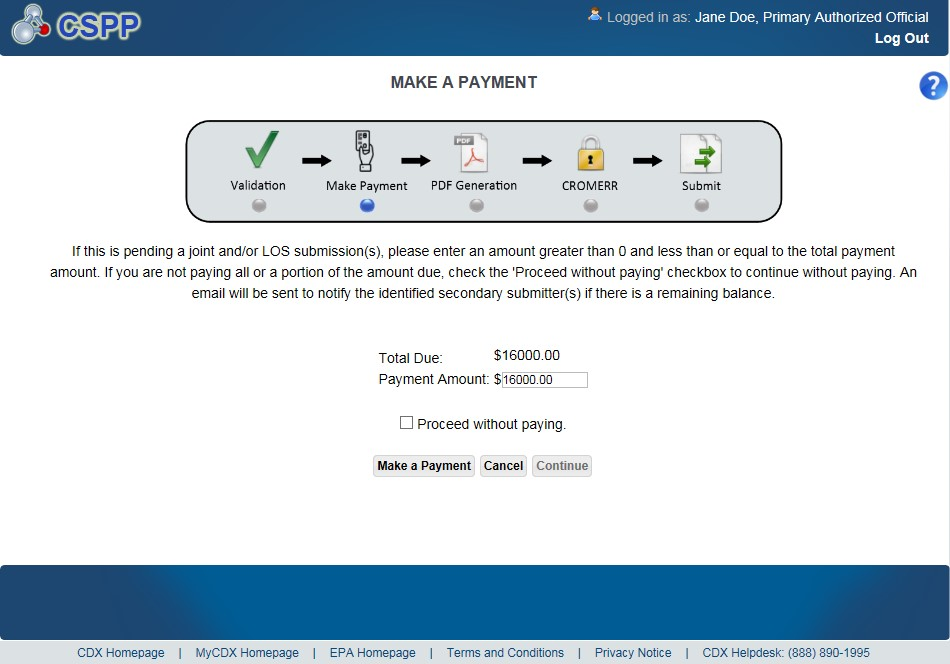 CSPP
Logged in as: Jane Doe, Primary Authorized Official
Log Out
MAKE A PAYMENT
?
PDF
Validation Make Payment PDF Generation CROMERR Submit
If this is pending a joint and/or LOS submission(s), please enter an amount greater than 0 and less than or equal to the total payment
amount. If you are not paying all or a portion of the amount due, check the 'Proceed without paying' checkbox to continue without paying. An
email will be sent to notify the identified secondary submitter(s) if there is a remaining balance.
Total Due: $16000.00
Payment Amount: $16000.00
Proceed without paying.
Make a Payment Cancel Continue
CDX Homepage | MyCDX Homepage | EPA Homepage | Terms and Conditions | Privacy Notice | CDX Helpdesk: (888) 890-1995